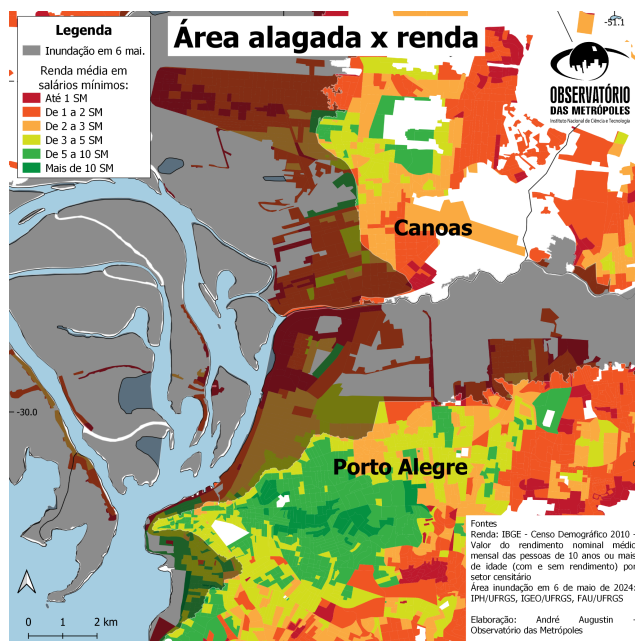 Área alagada x renda
Legenda
Inundação em 6 mai.
Renda média em
salários mínimos:
Até 1 SM
De 1 a 2 SM
De 2 a 3 SM
De 3 a 5 SM
De 5 a 10 SM
Mais de 10 SM
-51.1
OBSERVATÓRIO
DAS METRÓPOLES
Instituto Nacional de Ciência e Tecnologia
Canoas
-30.0
Porto Alegre
Fontes
Renda: IBGE - Censo Demográfico 2010 -
Valor do rendimento nominal médio
mensal das pessoas de 10 anos ou mais
de idade (com e sem rendimento) por
setor censitário
Área inundação em 6 de maio de 2024:
IPH/UFRGS, IGEO/UFRGS, FAU/UFRGS
Elaboração: André Augustin -
Observatório das Metrópoles
0 1 2 km